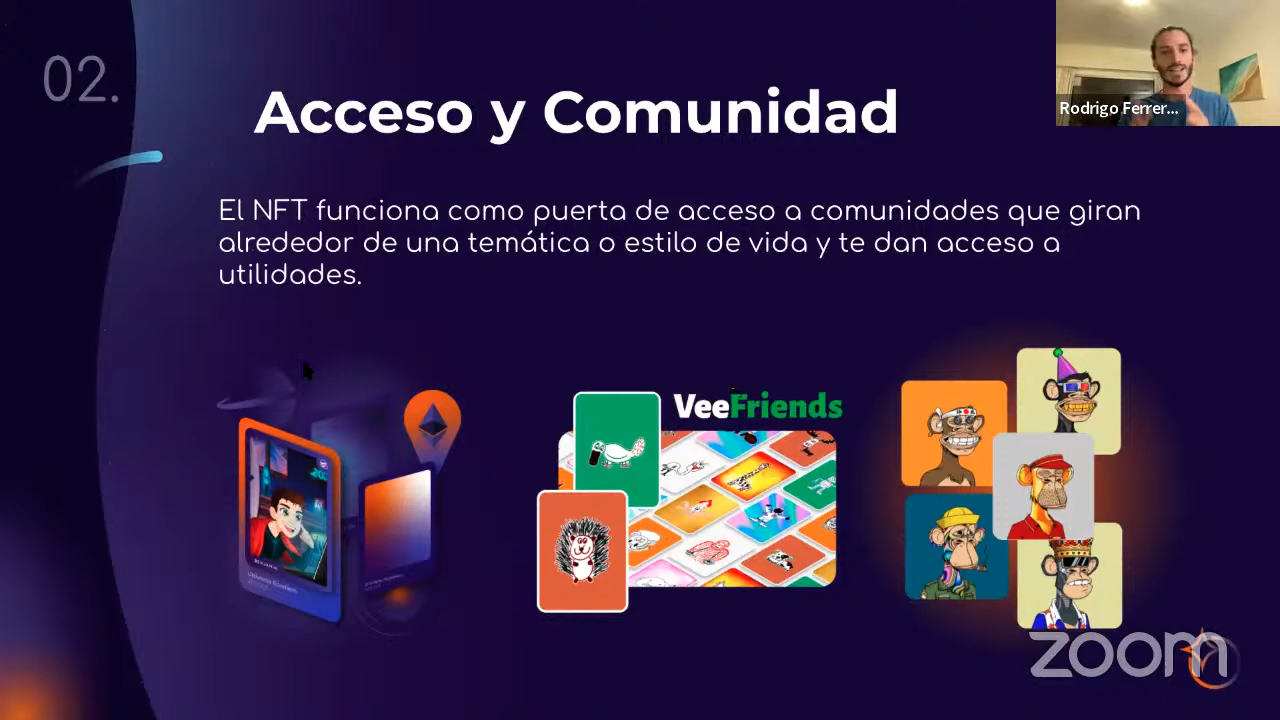 02.
Acceso y Comunidad
Rodrigo Ferrer...
El NFT funciona como puerta de acceso a comunidades que giran
alrededor de una temática o estilo de vida y te dan acceso a
utilidades.
VeeFriends
zoom